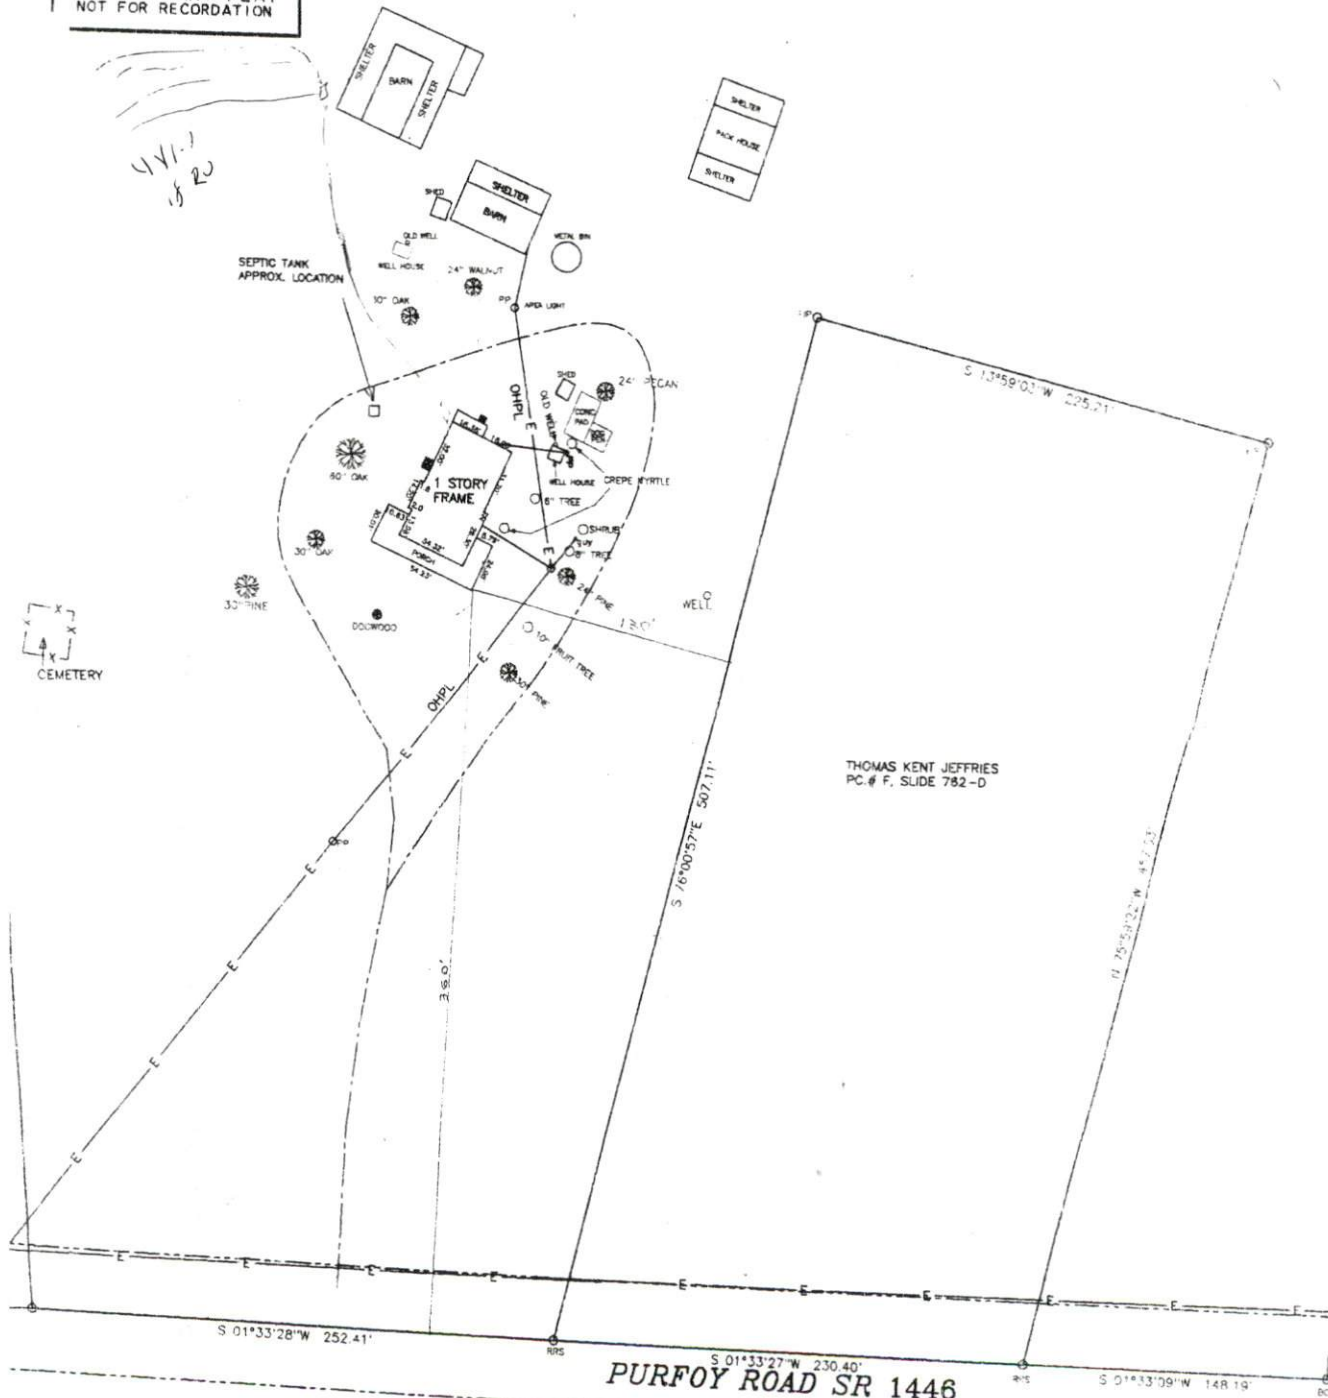 NOT FOR RECORDATION
SHELTER
BARN
SHELTER
SHELTER
PACK HOUSE
SHELTER
SHED
SHELTER
BARN
OLD WELL
WELL HOUSE
METAL BIN
SEPTIC TANK
APPROX. LOCATION
24" WALNUT
10" OAK
PP
AREA LIGHT
S 13°59'03"W 225.21'
SHED
24" PECAN
OHPL
E
OLD WELL
CONC.
PAD
60" OAK
1 STORY
FRAME
WELL HOUSE
CREPE MYRTLE
6" TREE
SHRUB
8" TREE
E
30" OAK
54.33'
PORCH
54.33'
24" PINE
30" PINE
DOGWOOD
WELL
180'
10" FRUIT TREE
30" PINE
X
X
X
X
CEMETERY
E
OHPL
E
THOMAS KENT JEFFRIES
PC.# F, SLIDE 782-D
S 76°00'57"E 507.11'
E
E
360'
E
E
E
E
E
E
E
E
E
E
E
E
S 01°33'28"W 252.41'
RRS
S 01°33'27"W 230.40'
S 01°33'09"W 148.19'
PURFOY ROAD SR 1446